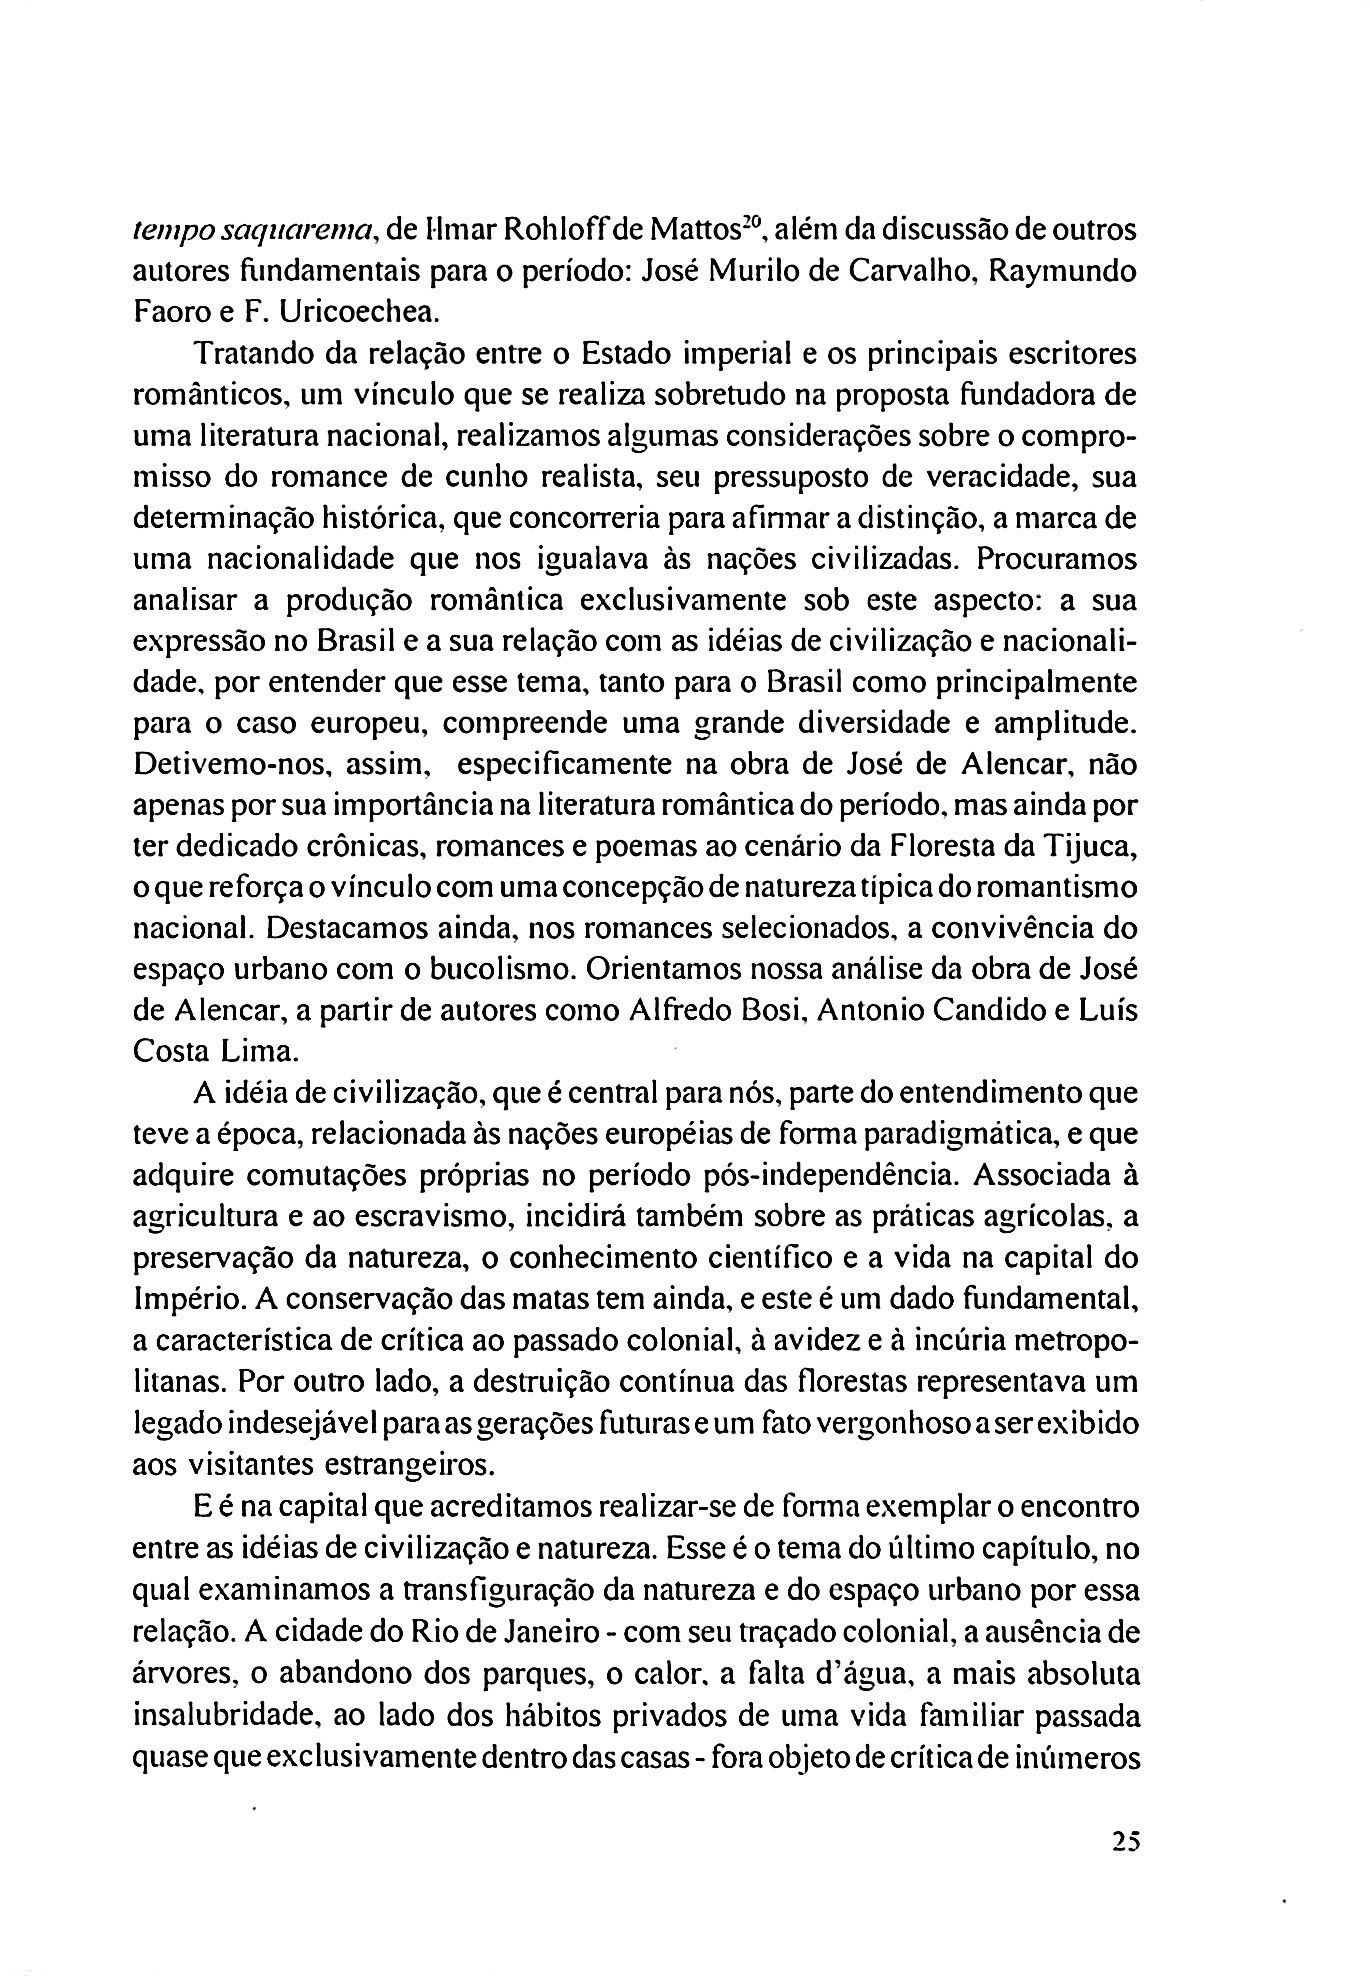 tempo saquarema, de Ilmar Rohloff de Mattos²⁰, além da discussão de outros
autores fundamentais para o período: José Murilo de Carvalho, Raymundo
Faoro e F. Uricoechea.
Tratando da relação entre o Estado imperial e os principais escritores
românticos, um vínculo que se realiza sobretudo na proposta fundadora de
uma literatura nacional, realizamos algumas considerações sobre o compro-
misso do romance de cunho realista, seu pressuposto de veracidade, sua
determinação histórica, que concorreria para afirmar a distinção, a marca de
uma nacionalidade que nos igualava às nações civilizadas. Procuramos
analisar a produção romântica exclusivamente sob este aspecto: a sua
expressão no Brasil e a sua relação com as idéias de civilização e nacionali-
dade, por entender que esse tema, tanto para o Brasil como principalmente
para o caso europeu, compreende uma grande diversidade e amplitude.
Detivemo-nos, assim, especificamente na obra de José de Alencar, não
apenas por sua importância na literatura romântica do período, mas ainda por
ter dedicado crônicas, romances e poemas ao cenário da Floresta da Tijuca,
o que reforça o vínculo com uma concepção de natureza típica do romantismo
nacional. Destacamos ainda, nos romances selecionados, a convivência do
espaço urbano com o bucolismo. Orientamos nossa análise da obra de José
de Alencar, a partir de autores como Alfredo Bosi, Antonio Candido e Luís
Costa Lima.
A idéia de civilização, que é central para nós, parte do entendimento que
teve a época, relacionada às nações européias de forma paradigmática, e que
adquire comutações próprias no período pós-independência. Associada à
agricultura e ao escravismo, incidirá também sobre as práticas agrícolas, a
preservação da natureza, o conhecimento científico e a vida na capital do
Império. A conservação das matas tem ainda, e este é um dado fundamental,
a característica de crítica ao passado colonial, à avidez e à incúria metropo-
litanas. Por outro lado, a destruição contínua das florestas representava um
legado indesejável para as gerações futuras e um fato vergonhoso a ser exibido
aos visitantes estrangeiros.
E é na capital que acreditamos realizar-se de forma exemplar o encontro
entre as idéias de civilização e natureza. Esse é o tema do último capítulo, no
qual examinamos a transfiguração da natureza e do espaço urbano por essa
relação. A cidade do Rio de Janeiro - com seu traçado colonial, a ausência de
árvores, o abandono dos parques, o calor, a falta d'água, a mais absoluta
insalubridade, ao lado dos hábitos privados de uma vida familiar passada
quase que exclusivamente dentro das casas - fora objeto de crítica de inúmeros
25